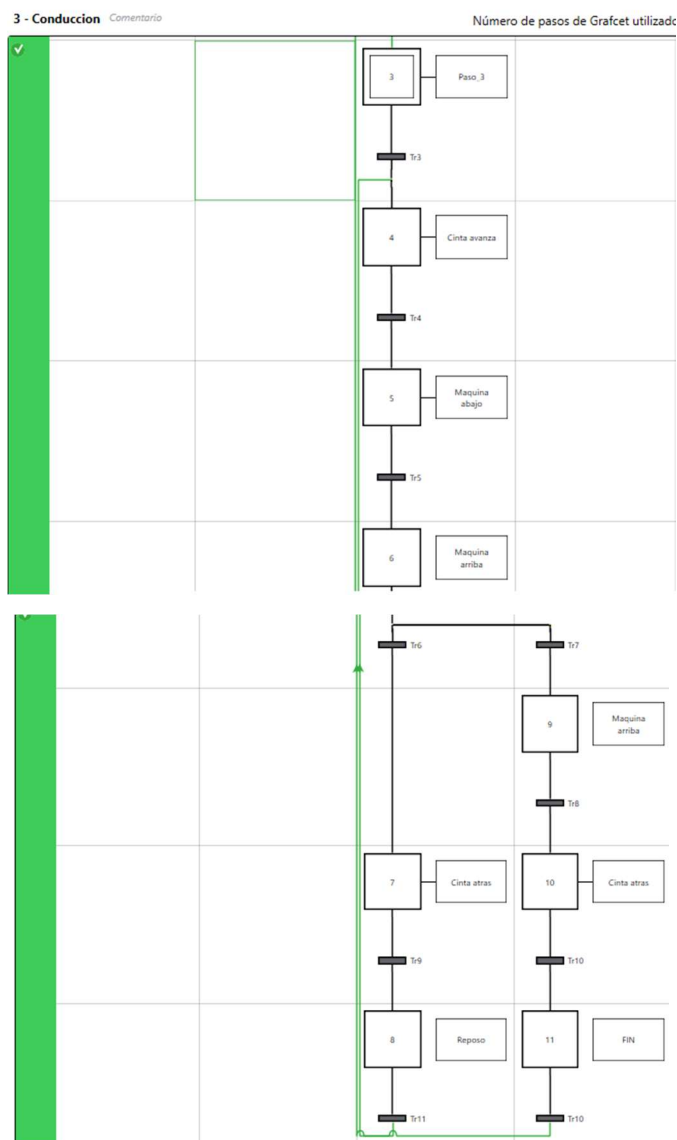 3 - Conduccion Comentario
Número de pasos de Grafcet utilizado
3
Paso_3
Tr3
4
Cinta avanza
Tr4
5
Maquina
abajo
Tr5
6
Maquina
arriba
Tr6
Tr7
9
Maquina
arriba
Tr8
7
Cinta atras
10
Cinta atras
Tr9
Tr10
8
Reposo
11
FIN
Tr11
Tr10